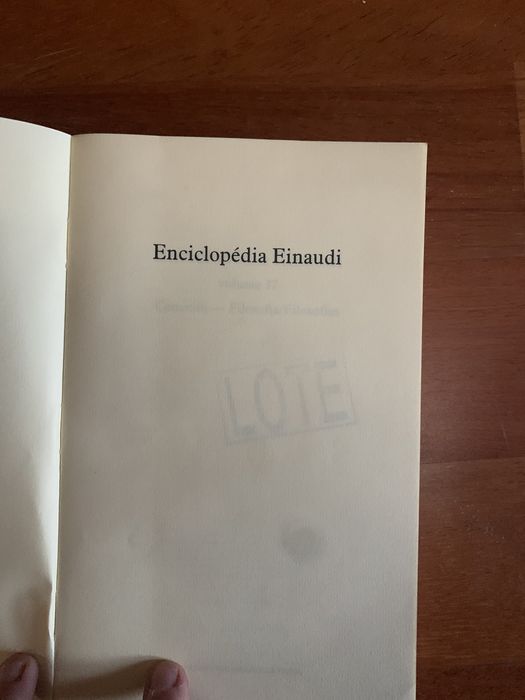 Enciclopédia Einaudi
volume 37
Conceito — Filosofia/Filosofias
LOTE